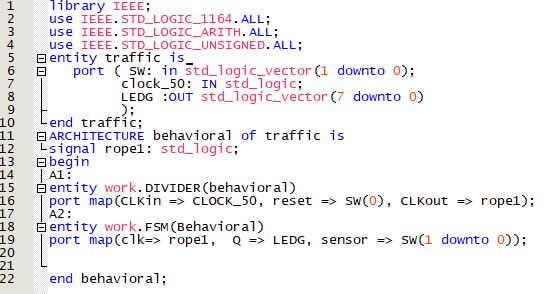 1 library IEEE;
2 use IEEE.STD_LOGIC_1164.ALL;
3 use IEEE.STD_LOGIC_ARITH.ALL;
4 use IEEE.STD_LOGIC_UNSIGNED.ALL;
5 entity traffic is
6 port ( SW: in std_logic_vector(1 downto 0);
7 clock_50: IN std_logic;
8 LEDG :OUT std_logic_vector(7 downto 0)
9 );
10 end traffic;
11 ARCHITECTURE behavioral of traffic is
12 signal rope1: std_logic;
13 begin
14 A1:
15 entity work.DIVIDER(behavioral)
16 port map(CLKin => CLOCK_50, reset => SW(0), CLKout => rope1);
17 A2:
18 entity work.FSM(Behavioral)
19 port map(clk=> rope1, Q => LEDG, sensor => SW(1 downto 0));
20
21
22 end behavioral;